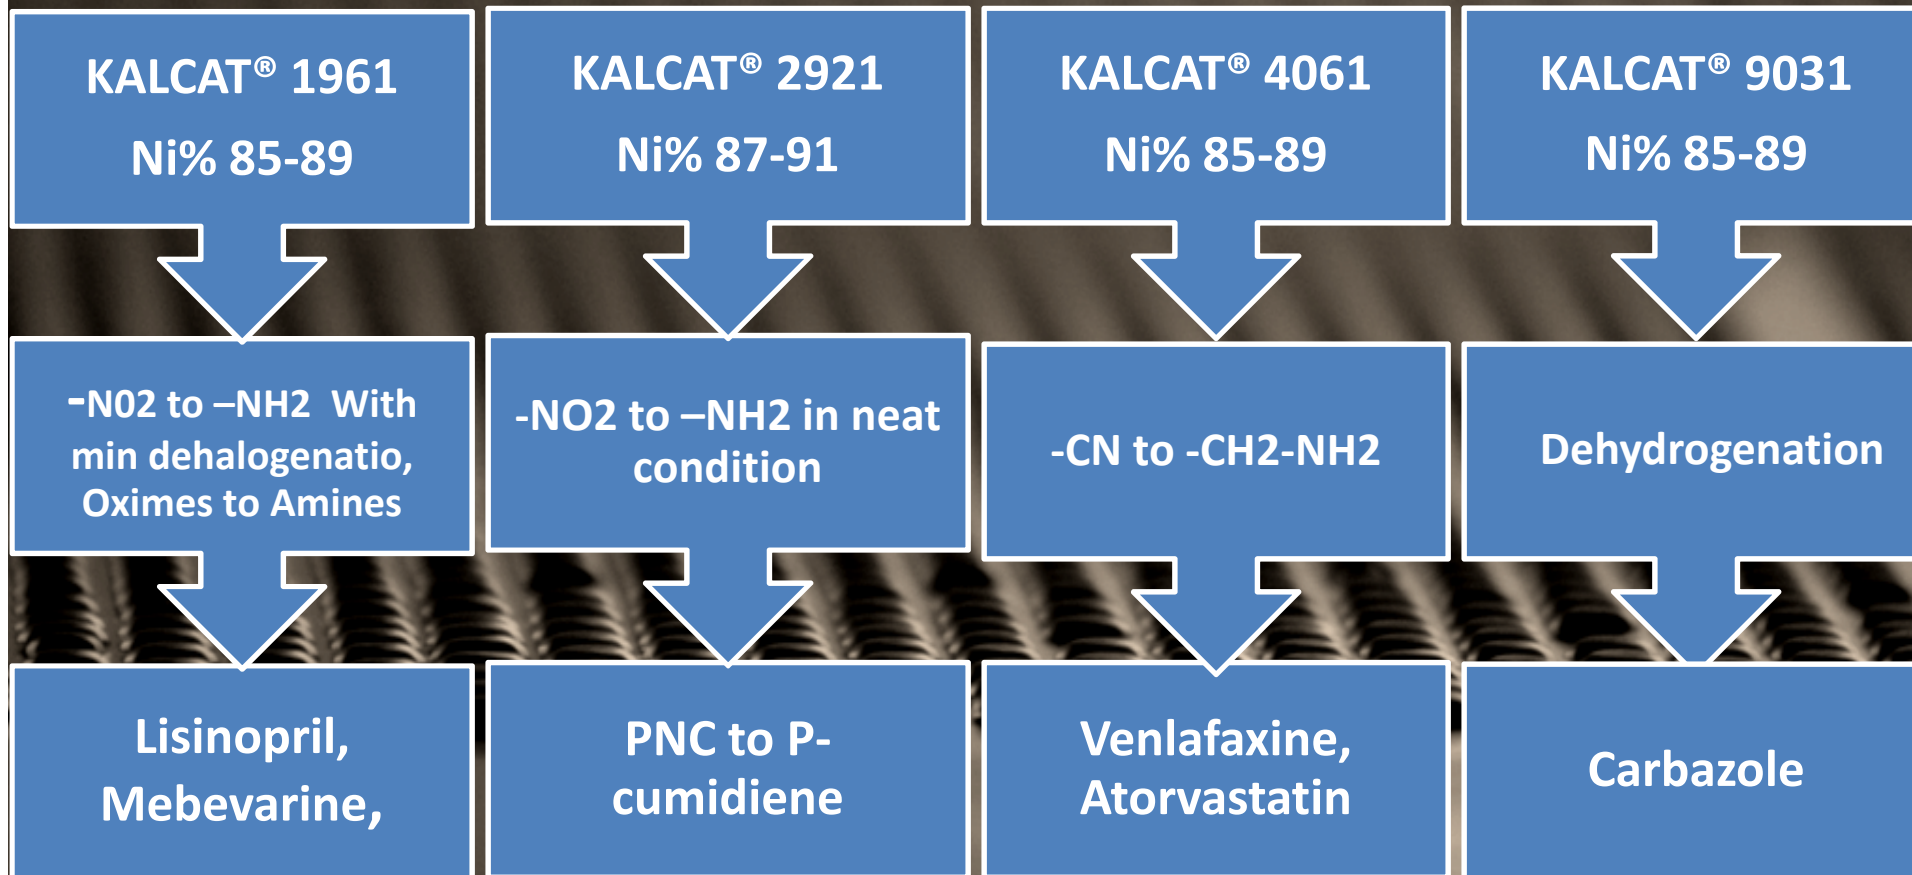 KALCAT® 1961
Ni% 85-89
KALCAT® 2921
Ni% 87-91
KALCAT® 4061
Ni% 85-89
KALCAT® 9031
Ni% 85-89
-N02 to –NH2 With
min dehalogenatio,
Oximes to Amines
-NO2 to –NH2 in neat
condition
-CN to -CH2-NH2
Dehydrogenation
Lisinopril,
Mebevarine,
PNC to P-
cumidiene
Venlafaxine,
Atorvastatin
Carbazole